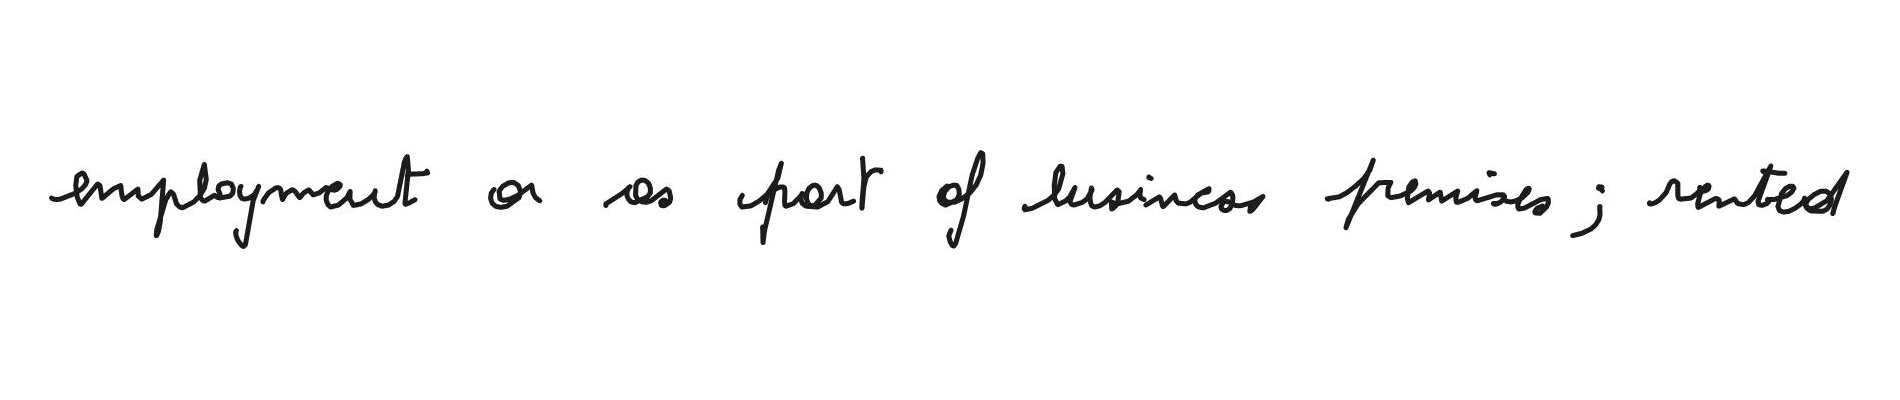 employment or as part of business premises ; rented